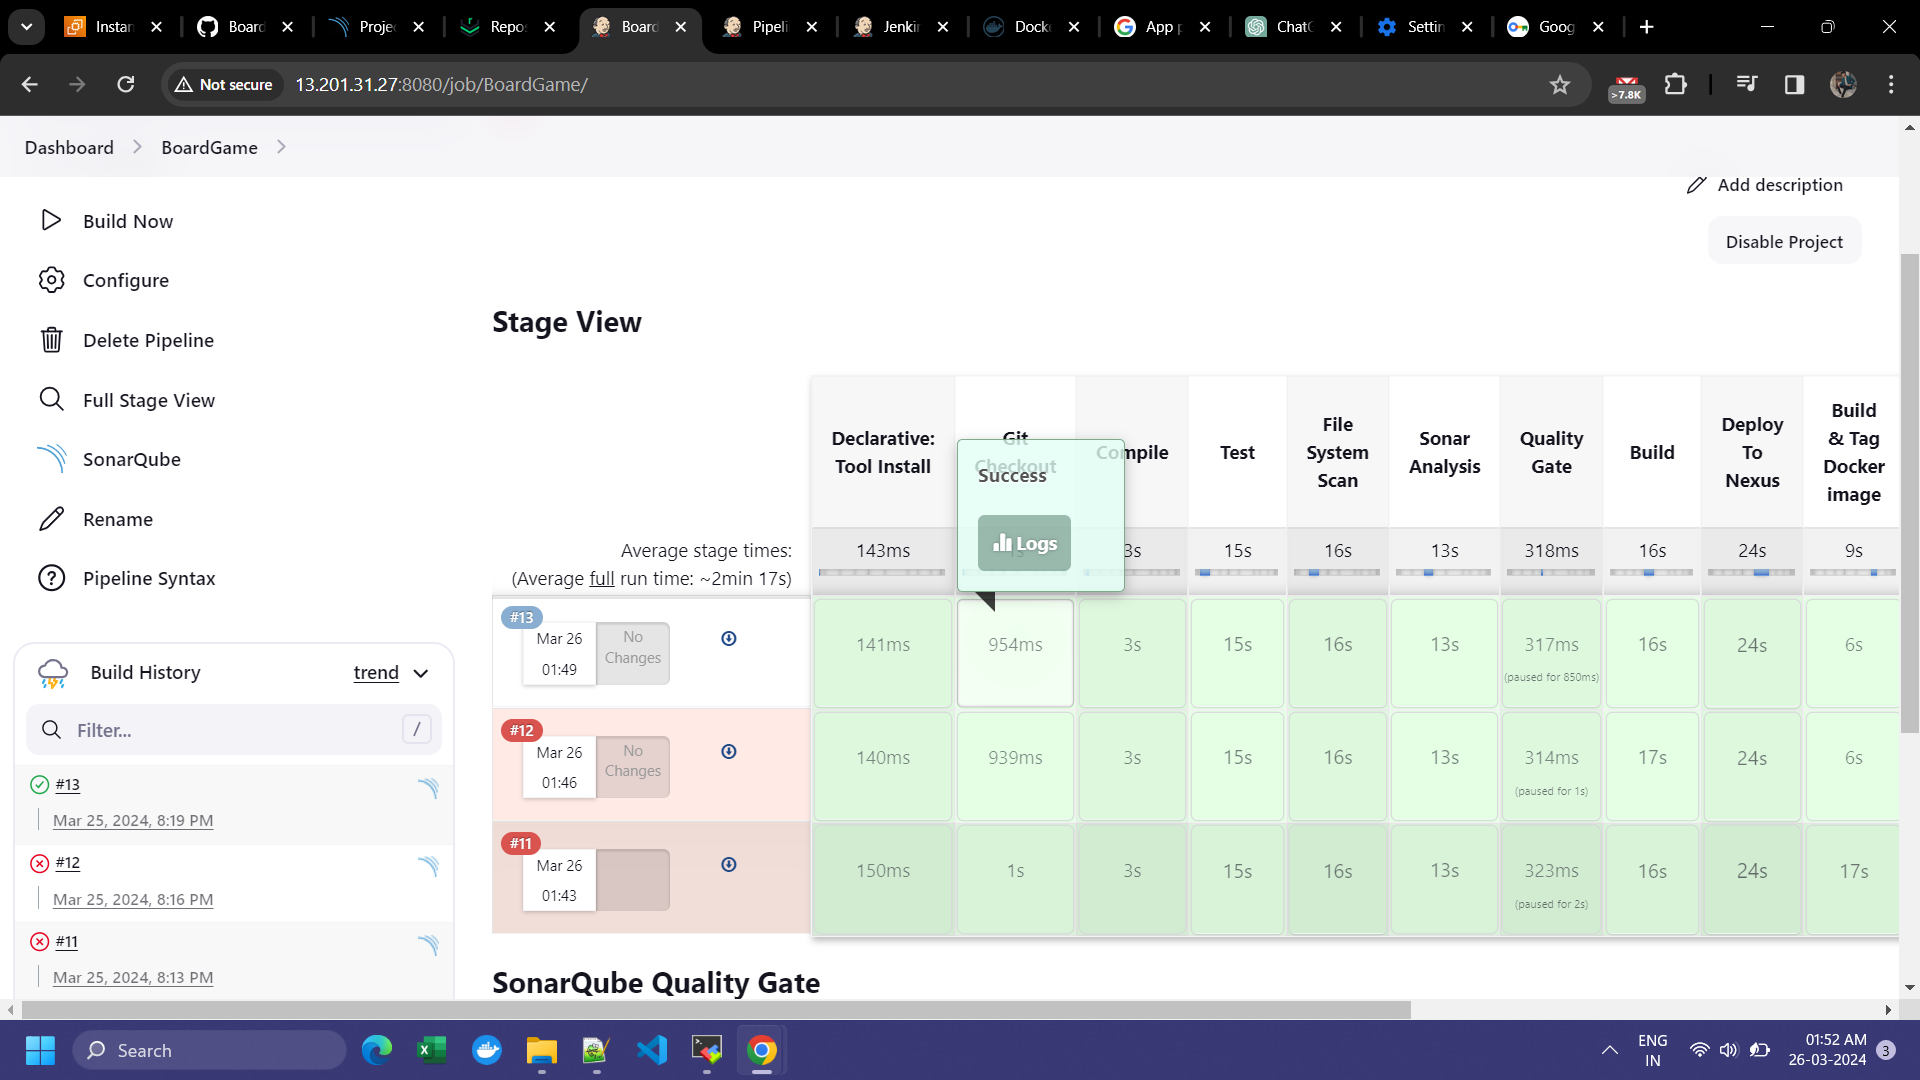 Instan
Board
Proje
Repos
Board
Pipeli
Jenkin
Docke
App p
ChatG
Settin
Goog
Not secure
13.201.31.27:8080/job/BoardGame/
>7.8K
Dashboard
BoardGame
Add description
Build Now
Disable Project
Configure
Delete Pipeline
Full Stage View
SonarQube
Rename
Pipeline Syntax
Stage View
Declarative: Tool Install
Git Checkout
Compile
Test
File System Scan
Sonar Analysis
Quality Gate
Build
Deploy To Nexus
Build & Tag Docker image
Success
Logs
Average stage times:
(Average full run time: ~2min 17s)
143ms
1s
3s
15s
16s
13s
318ms
16s
24s
9s
#13
Mar 26
01:49
No Changes
141ms
954ms
3s
15s
16s
13s
317ms
(paused for 850ms)
16s
24s
6s
#12
Mar 26
01:46
No Changes
140ms
939ms
3s
15s
16s
13s
314ms
(paused for 1s)
17s
24s
6s
#11
Mar 26
01:43
150ms
1s
3s
15s
16s
13s
323ms
(paused for 2s)
16s
24s
17s
Build History
trend
Filter...
/
#13
Mar 25, 2024, 8:19 PM
#12
Mar 25, 2024, 8:16 PM
#11
Mar 25, 2024, 8:13 PM
SonarQube Quality Gate
Search
ENG
IN
01:52 AM
26-03-2024
3